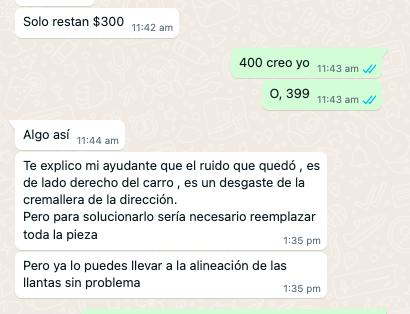 Solo restan $300
11:42 am
400 creo yo
11:43 am
O, 399
11:43 am
Algo así
11:44 am
Te explico mi ayudante que el ruido que quedó , es
de lado derecho del carro , es un desgaste de la
cremallera de la dirección.
Pero para solucionarlo sería necesario reemplazar
toda la pieza
1:35 pm
Pero ya lo puedes llevar a la alineación de las
llantas sin problema
1:35 pm